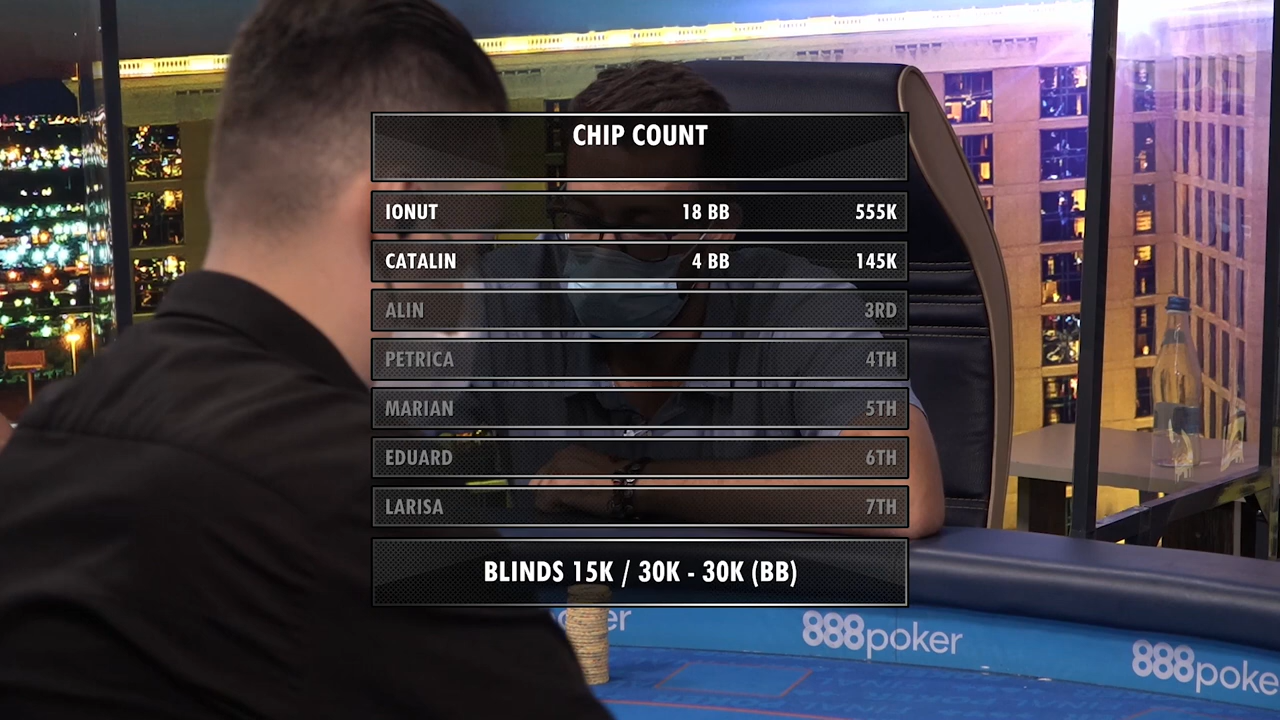 CHIP COUNT
IONUT 18 BB 555K
CATALIN 4 BB 145K
ALIN 3RD
PETRICA 4TH
MARIAN 5TH
EDUARD 6TH
LARISA 7TH
BLINDS 15K / 30K - 30K (BB)
888poker
888poke